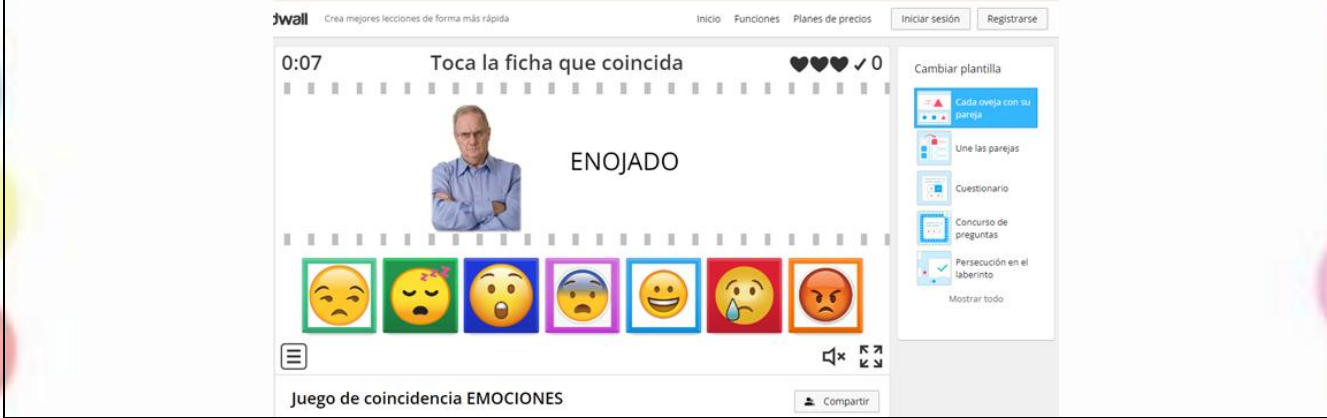 dwall Crea mejores lecciones de forma más rápida Inicio Funciones Planes de precios Iniciar sesión Registrarse
0:07 Toca la ficha que coincida 0
ENOJADO
Juego de coincidencia EMOCIONES
Compartir
Cambiar plantilla
Cada oveja con su
pareja
Une las parejas
Cuestionario
Concurso de
preguntas
Persecución en el
laberinto
Mostrar todo